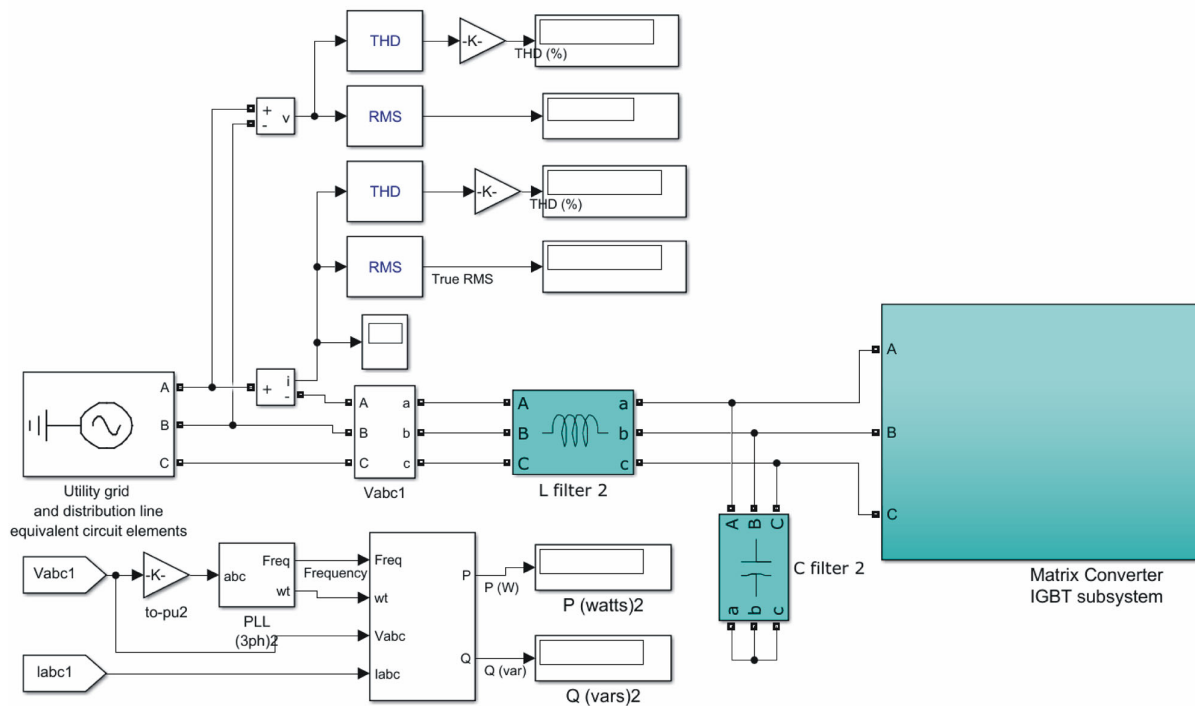 THD
-K-
THD (%)
+
-
v
RMS
THD
-K-
THD (%)
RMS
True RMS
A
B
C
+
i
-
A
B
C
a
b
c
A
B
C
a
b
c
A
B
C
Utility grid
and distribution line
equivalent circuit elements
Vabc1
L filter 2
A
B
C
a
b
c
C filter 2
Matrix Converter
IGBT subsystem
Vabc1
-K-
to-pu2
abc
Freq
wt
PLL
(3ph)2
Frequency
Freq
wt
Vabc
Iabc
P
Q
P (W)
P (watts)2
Q (var)
Q (vars)2
Iabc1